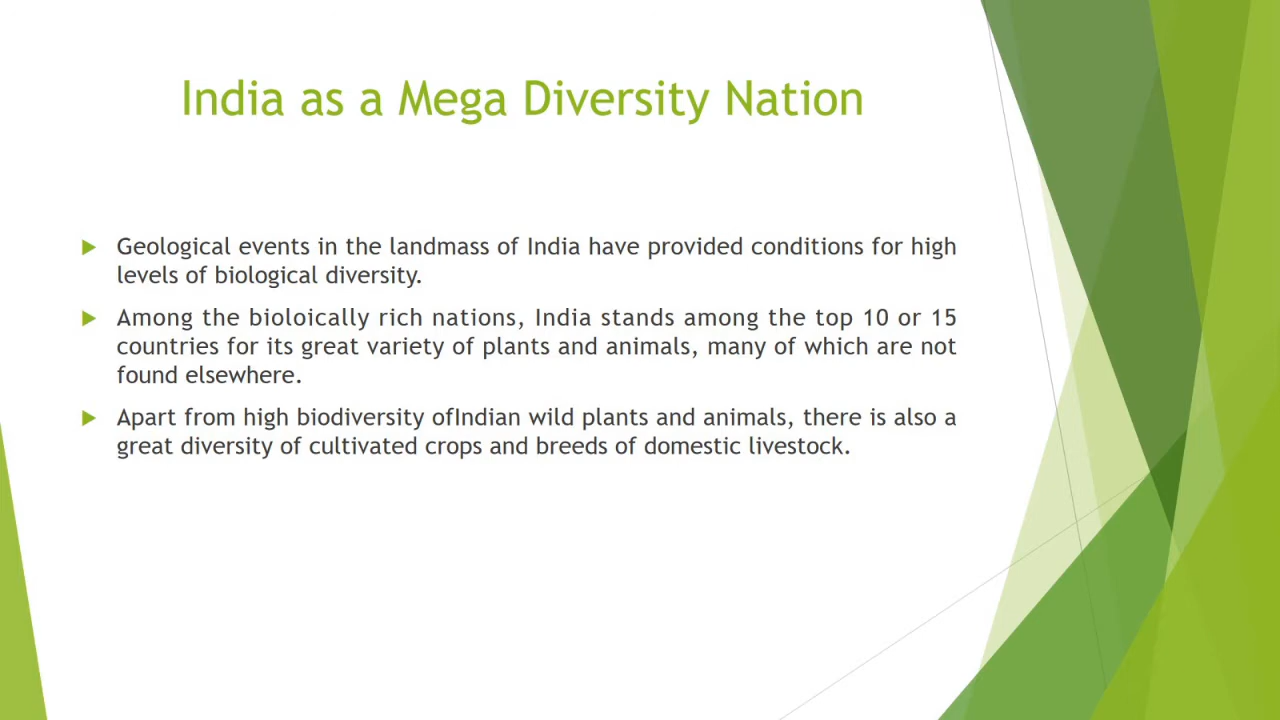 India as a Mega Diversity Nation
Geological events in the landmass of India have provided conditions for high
levels of biological diversity.
Among the bioloically rich nations, India stands among the top 10 or 15
countries for its great variety of plants and animals, many of which are not
found elsewhere.
Apart from high biodiversity ofIndian wild plants and animals, there is also a
great diversity of cultivated crops and breeds of domestic livestock.